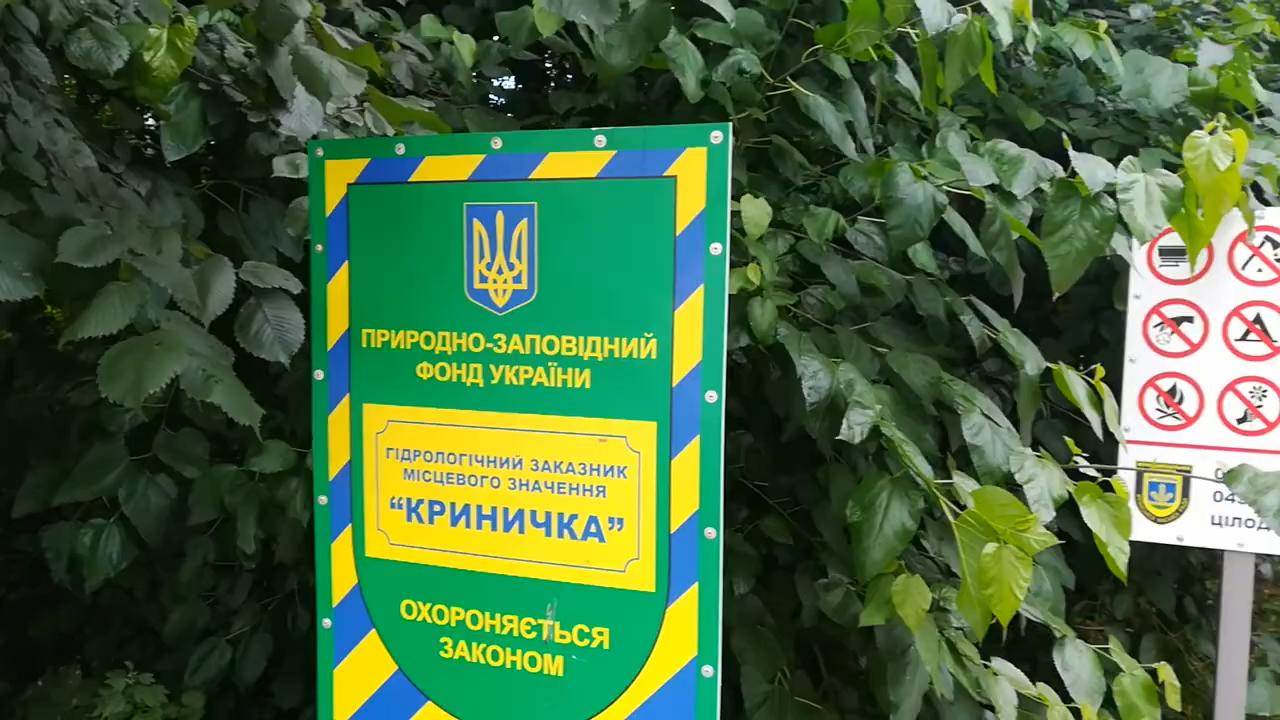 ПРИРОДНО-ЗАПОВІДНИЙ
ФОНД УКРАЇНИ
ГІДРОЛОГІЧНИЙ ЗАКАЗНИК
МІСЦЕВОГО ЗНАЧЕННЯ
“КРИНИЧКА”
ОХОРОНЯЄТЬСЯ
ЗАКОНОМ